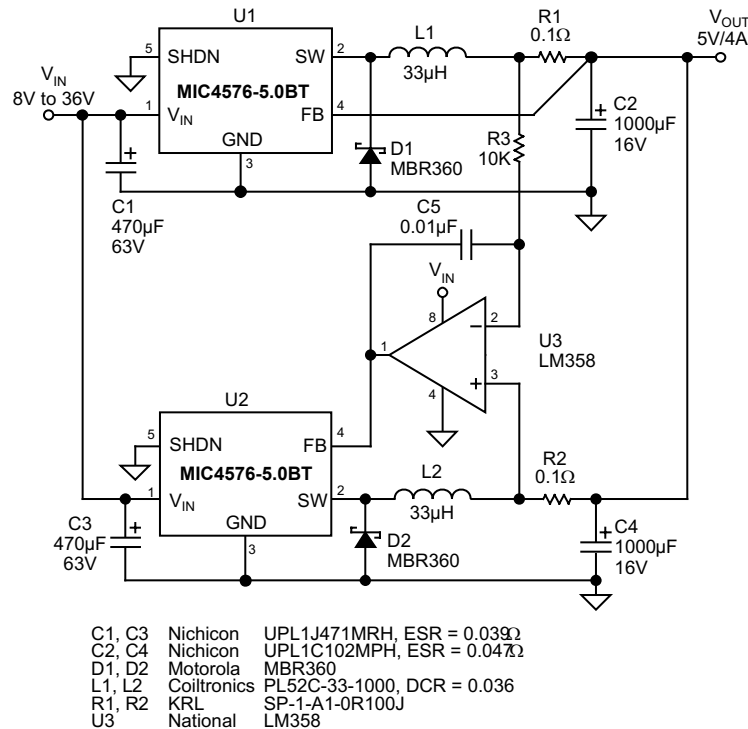 U1
5
SHDN
SW
2
MIC4576-5.0BT
1
VIN
FB
4
GND
3
VIN
8V to 36V
C1
470µF
63V
L1
33µH
D1
MBR360
R1
0.1Ω
VOUT
5V/4A
R3
10K
C2
1000µF
16V
C5
0.01µF
VIN
8
2
1
3
4
U3
LM358
U2
5
SHDN
FB
4
MIC4576-5.0BT
1
VIN
SW
2
GND
3
C3
470µF
63V
L2
33µH
D2
MBR360
R2
0.1Ω
C4
1000µF
16V
C1, C3 Nichicon UPL1J471MRH, ESR = 0.039Ω
C2, C4 Nichicon UPL1C102MPH, ESR = 0.047Ω
D1, D2 Motorola MBR360
L1, L2 Coiltronics PL52C-33-1000, DCR = 0.036
R1, R2 KRL SP-1-A1-0R100J
U3 National LM358